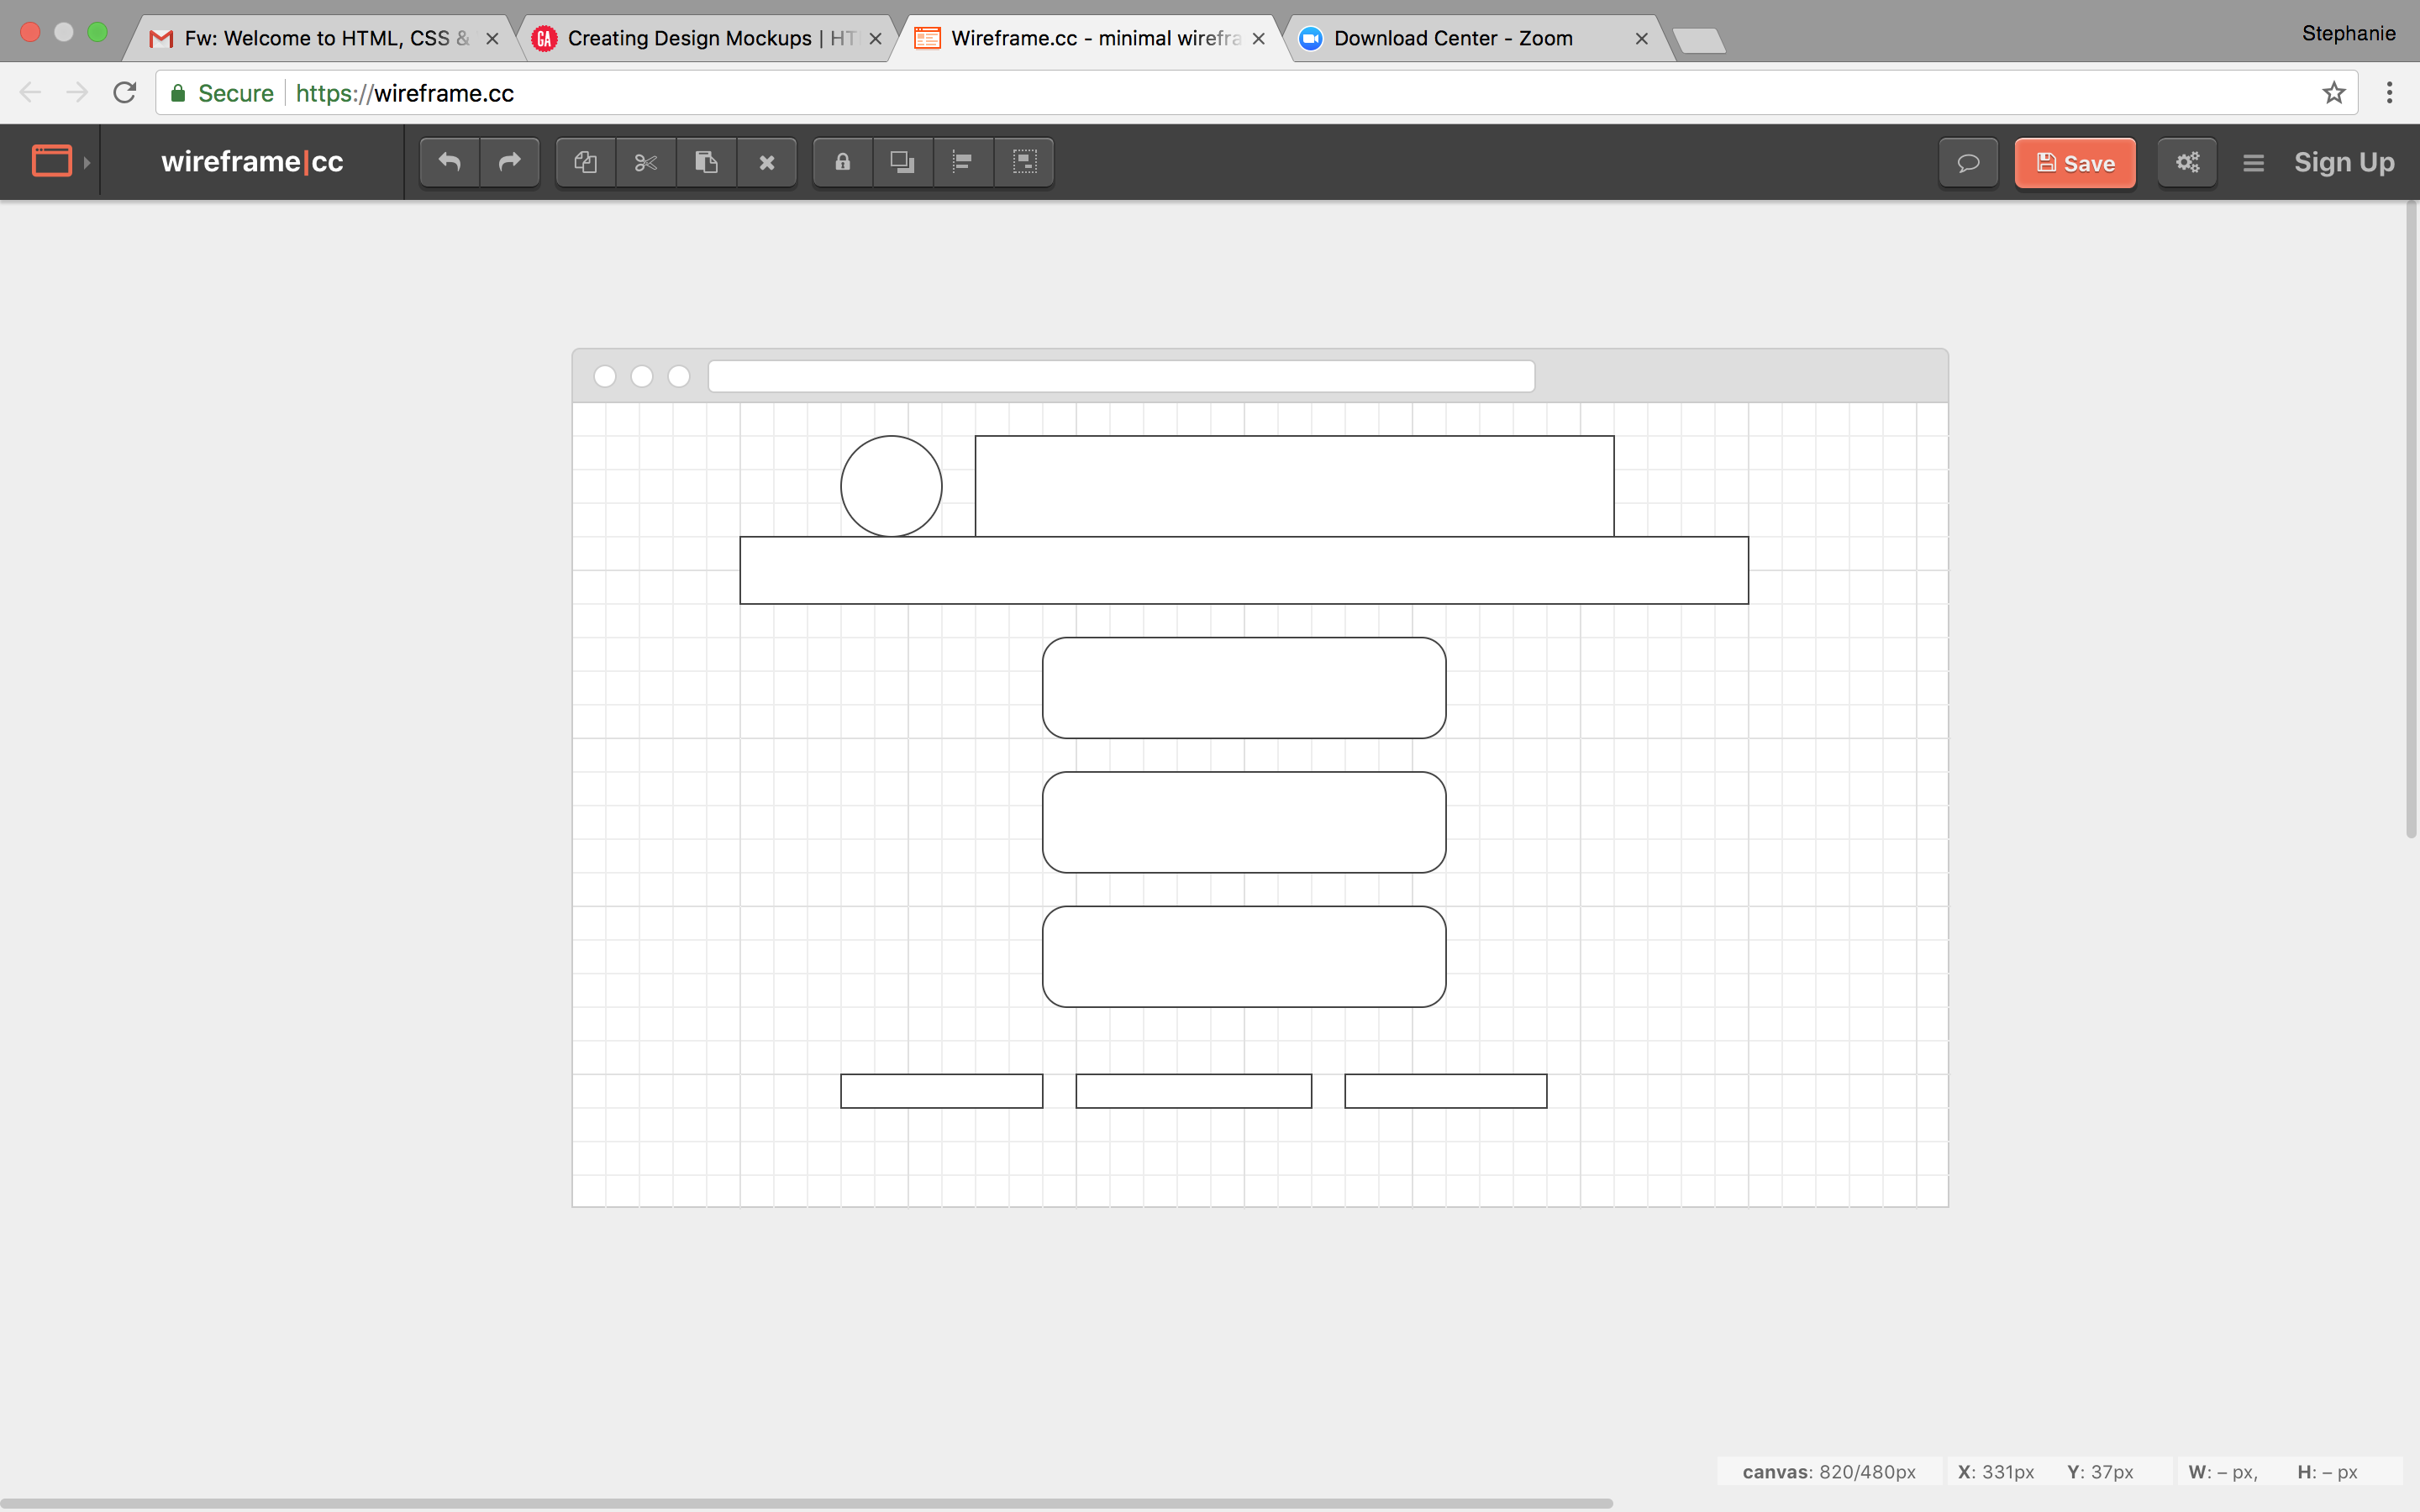 Fw: Welcome to HTML, CSS &
Creating Design Mockups | HT
Wireframe.cc - minimal wirefra
Download Center - Zoom
Stephanie
Secure
https://wireframe.cc
wireframe|cc
Save
Sign Up
canvas: 820/480px X: 331px Y: 37px W: – px, H: – px